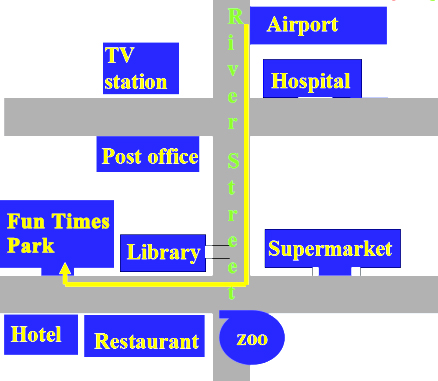 Airport
TV
station
Hospital
River Street
Post office
Fun Times
Park
Library
Supermarket
Hotel
Restaurant
zoo